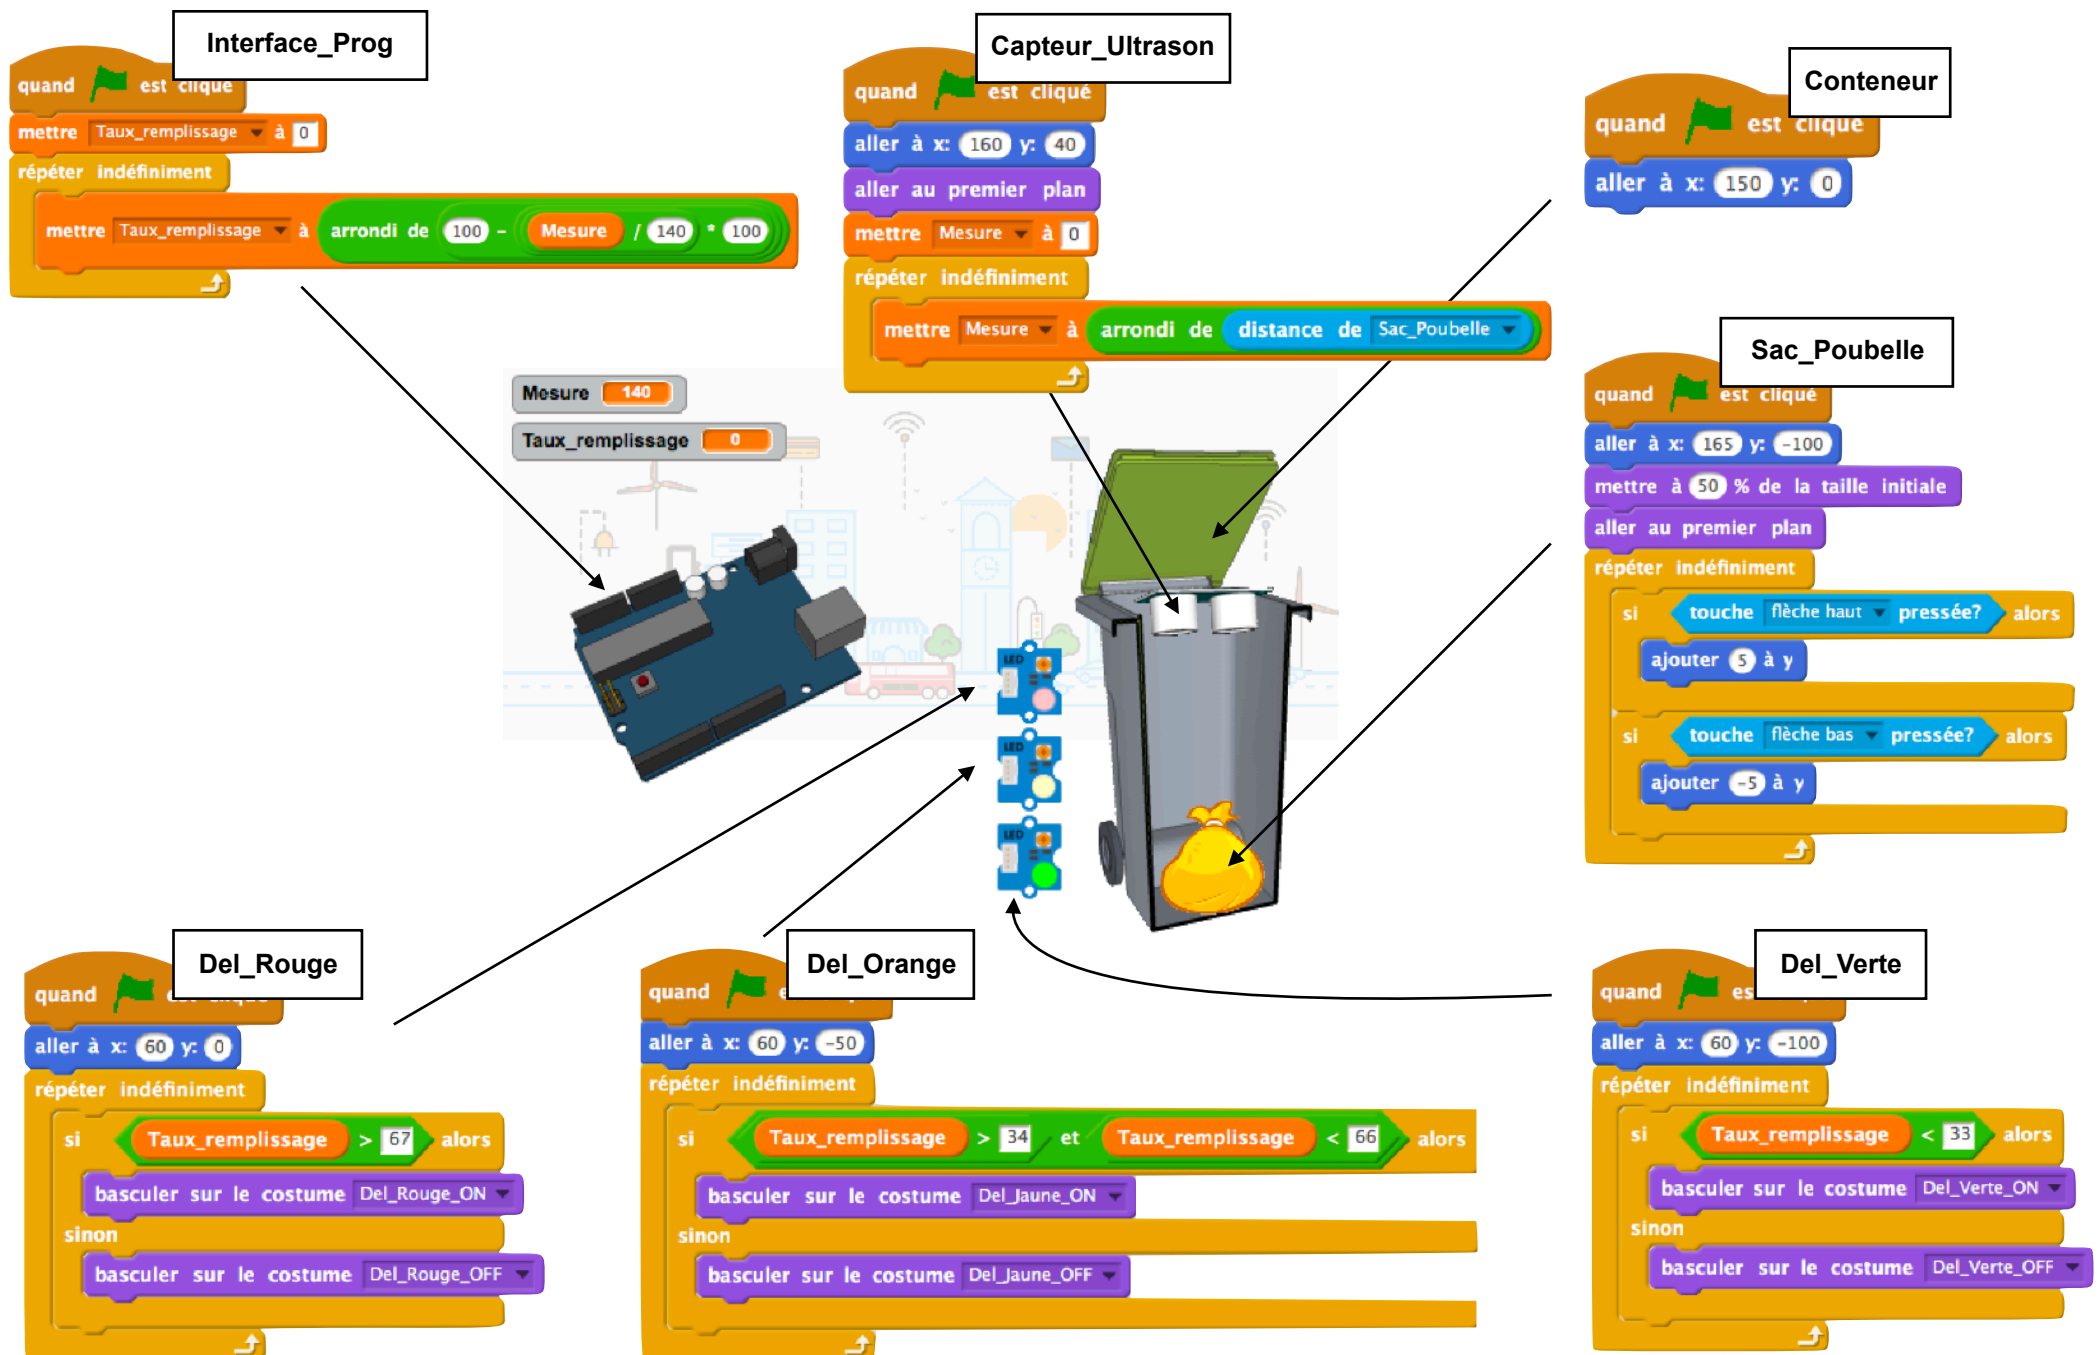 Interface_Prog
quand est cliqué
mettre Taux_remplissage à 0
répéter indéfiniment
mettre Taux_remplissage à arrondi de 100 - Mesure / 140 * 100
Capteur_Ultrason
quand est cliqué
aller à x: 160 y: 40
aller au premier plan
mettre Mesure à 0
répéter indéfiniment
mettre Mesure à arrondi de distance de Sac_Poubelle
Conteneur
quand est cliqué
aller à x: 150 y: 0
Sac_Poubelle
quand est cliqué
aller à x: 165 y: -100
mettre à 50 % de la taille initiale
aller au premier plan
répéter indéfiniment
si touche flèche haut pressée? alors
ajouter 5 à y
si touche flèche bas pressée? alors
ajouter -5 à y
Mesure 140
Taux_remplissage 0
LED
LED
LED
Del_Rouge
quand
aller à x: 60 y: 0
répéter indéfiniment
si Taux_remplissage > 67 alors
basculer sur le costume Del_Rouge_ON
sinon
basculer sur le costume Del_Rouge_OFF
Del_Orange
quand
aller à x: 60 y: -50
répéter indéfiniment
si Taux_remplissage > 34 et Taux_remplissage < 66 alors
basculer sur le costume Del_Jaune_ON
sinon
basculer sur le costume Del_Jaune_OFF
Del_Verte
quand es
aller à x: 60 y: -100
répéter indéfiniment
si Taux_remplissage < 33 alors
basculer sur le costume Del_Verte_ON
sinon
basculer sur le costume Del_Verte_OFF